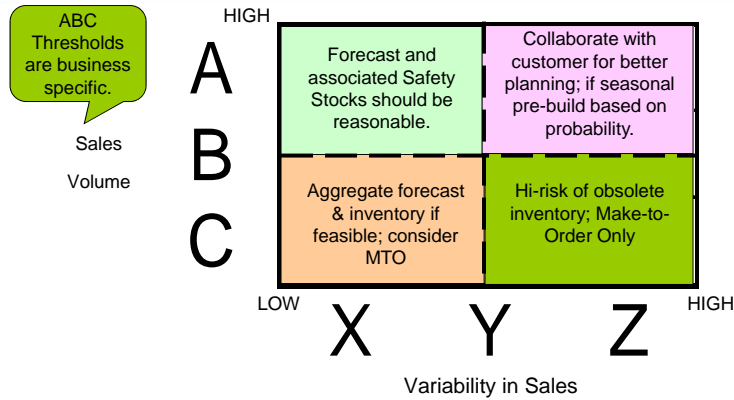 ABC
Thresholds
are business
specific.
HIGH
A
B
C
Sales
Volume
Forecast and
associated Safety
Stocks should be
reasonable.
Collaborate with
customer for better
planning; if seasonal
pre-build based on
probability.
Aggregate forecast
& inventory if
feasible; consider
MTO
Hi-risk of obsolete
inventory; Make-to-
Order Only
LOW
HIGH
X
Y
Z
Variability in Sales